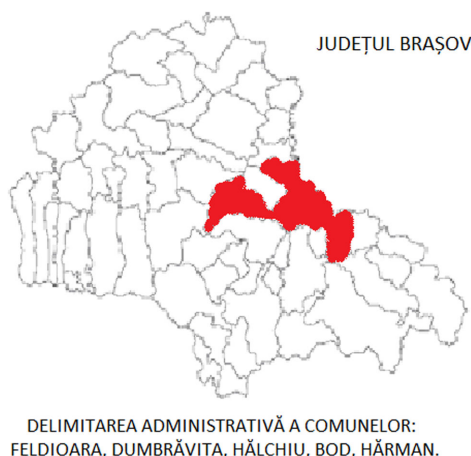 JUDEȚUL BRAȘOV
DELIMITAREA ADMINISTRATIVĂ A COMUNELOR:
FELDIOARA, DUMBRĂVITA, HĂLCHIU, BOD, HĂRMAN.